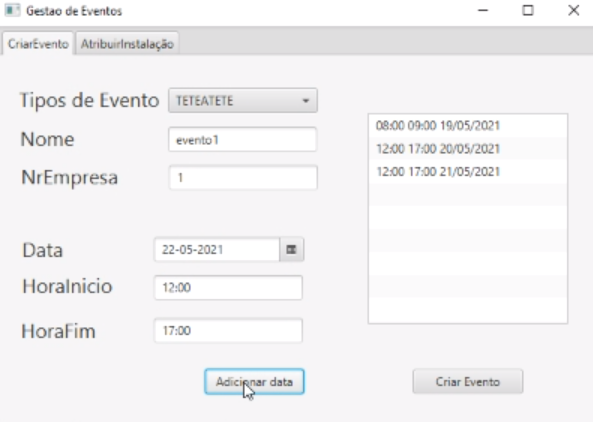 Gestao de Eventos
CriarEvento AtribuirInstalação
Tipos de Evento TETEATETE
Nome evento1
NrEmpresa 1
08:00 09:00 19/05/2021
12:00 17:00 20/05/2021
12:00 17:00 21/05/2021
Data 22-05-2021
HoraInicio 12:00
HoraFim 17:00
Adicionar data
Criar Evento